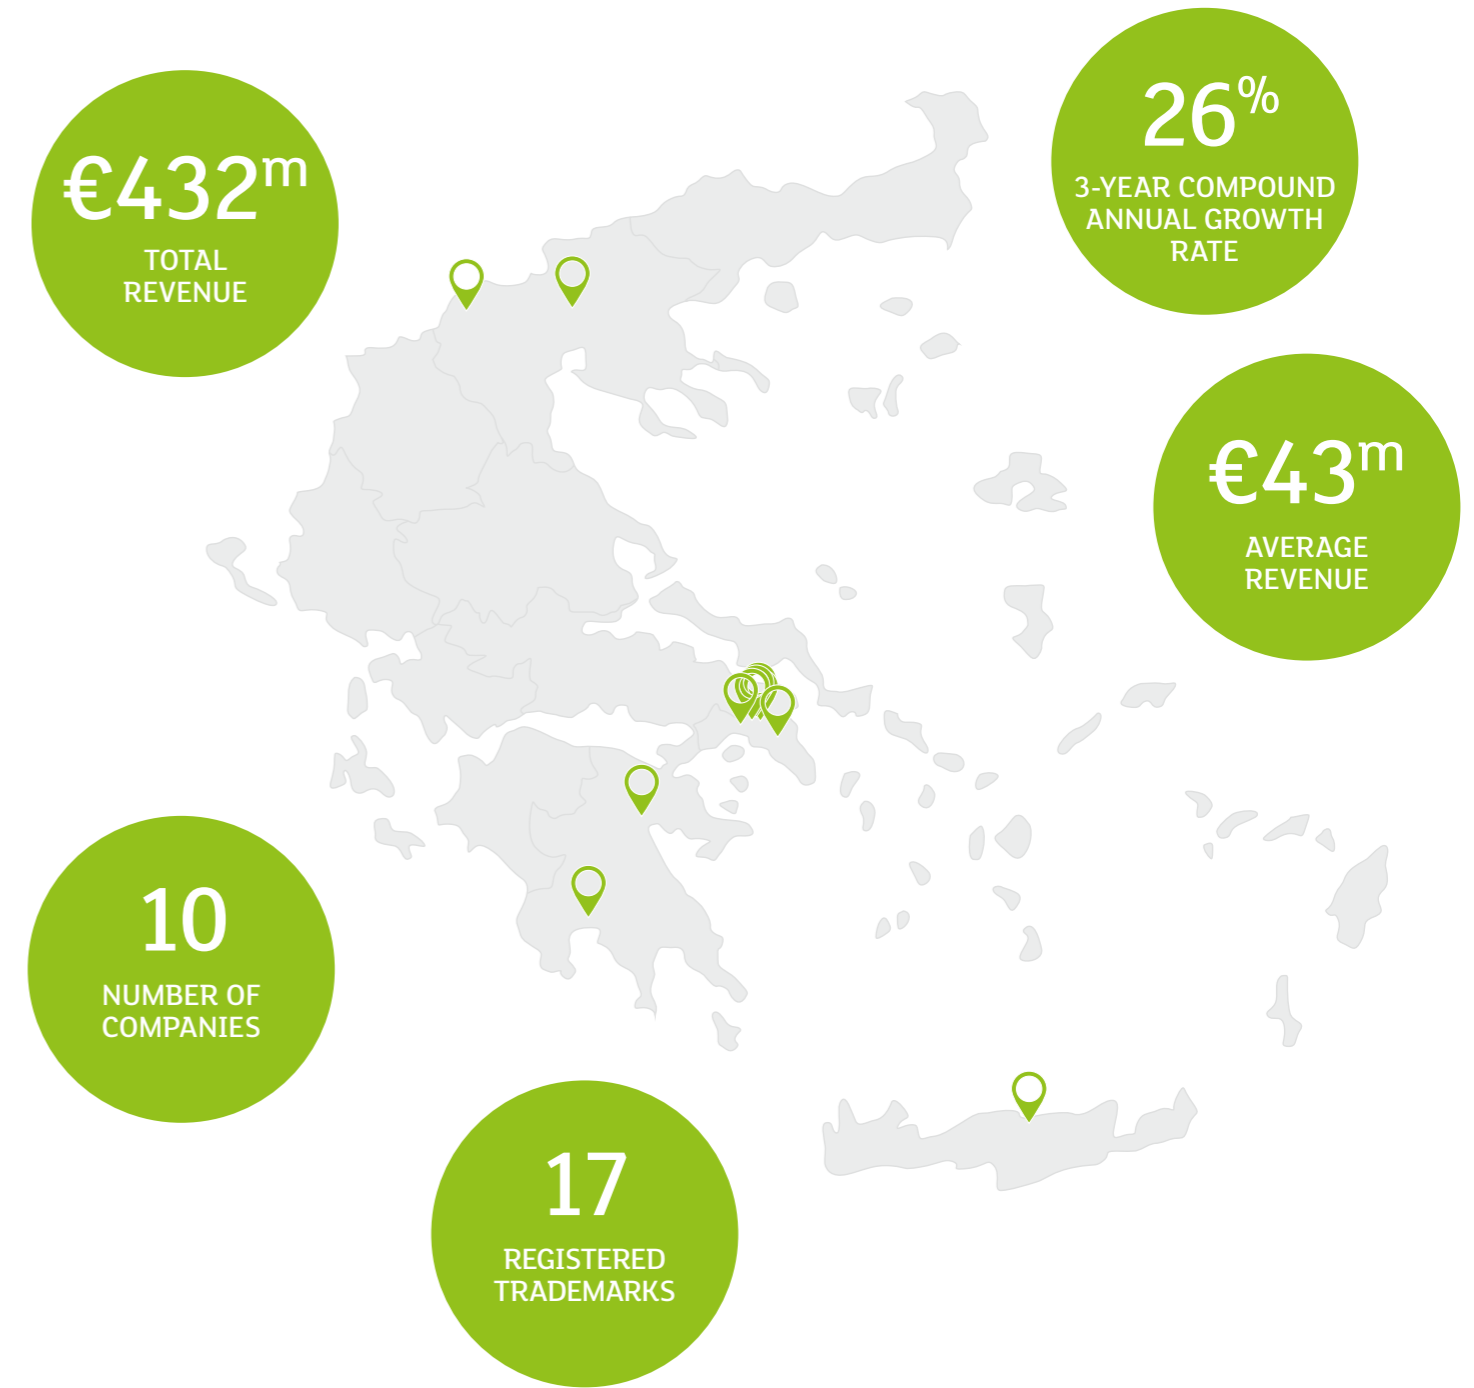 €432m
TOTAL
REVENUE
26%
3-YEAR COMPOUND
ANNUAL GROWTH
RATE
€43m
AVERAGE
REVENUE
10
NUMBER OF
COMPANIES
17
REGISTERED
TRADEMARKS